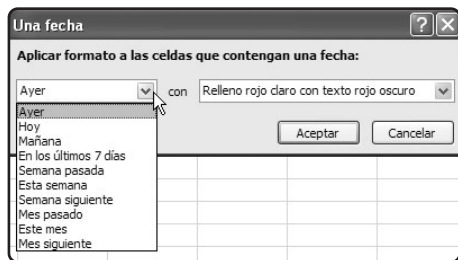 Una fecha
Aplicar formato a las celdas que contengan una fecha:
Ayer con Relleno rojo claro con texto rojo oscuro
Ayer
Hoy
Mañana
En los últimos 7 días
Semana pasada
Esta semana
Semana siguiente
Mes pasado
Este mes
Mes siguiente
Aceptar Cancelar